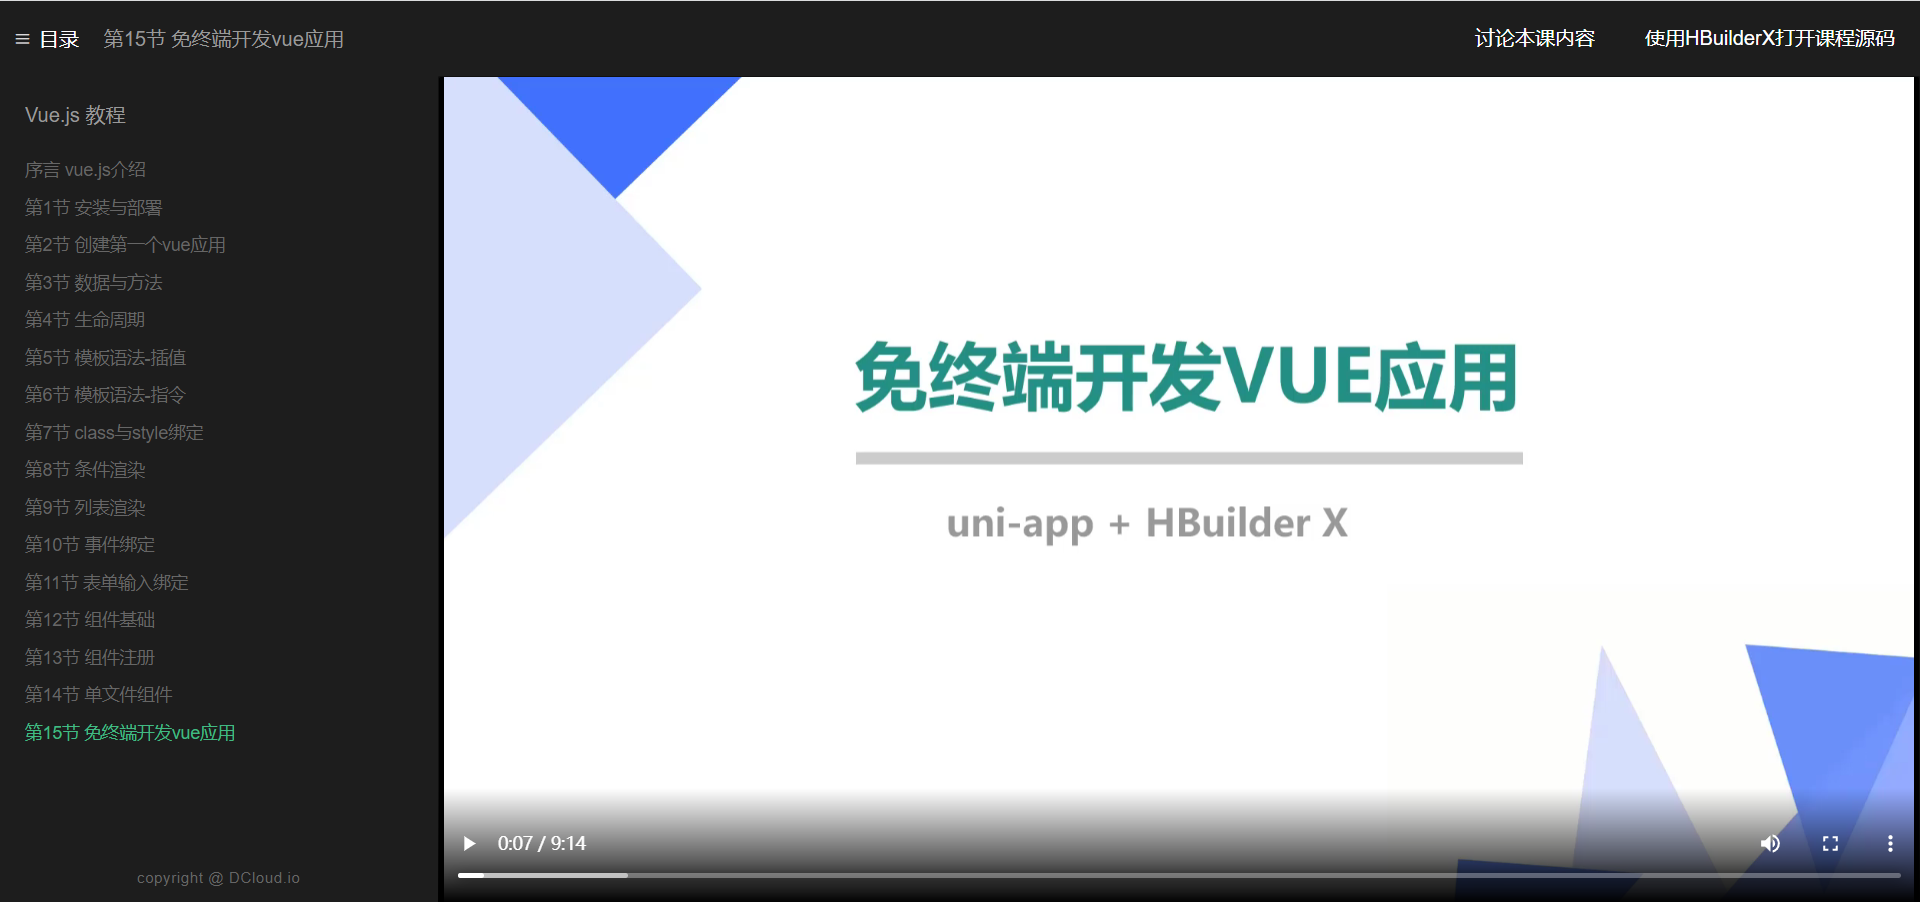 目录 第15节 免终端开发vue应用 讨论本课内容 使用HBuilderX打开课程源码
Vue.js 教程
序言 vue.js介绍
第1节 安装与部署
第2节 创建第一个vue应用
第3节 数据与方法
第4节 生命周期
第5节 模板语法-插值
第6节 模板语法-指令
第7节 class与style绑定
第8节 条件渲染
第9节 列表渲染
第10节 事件绑定
第11节 表单输入绑定
第12节 组件基础
第13节 组件注册
第14节 单文件组件
第15节 免终端开发vue应用
copyright @ DCloud.io
免终端开发VUE应用
uni-app + HBuilder X
0:07 / 9:14